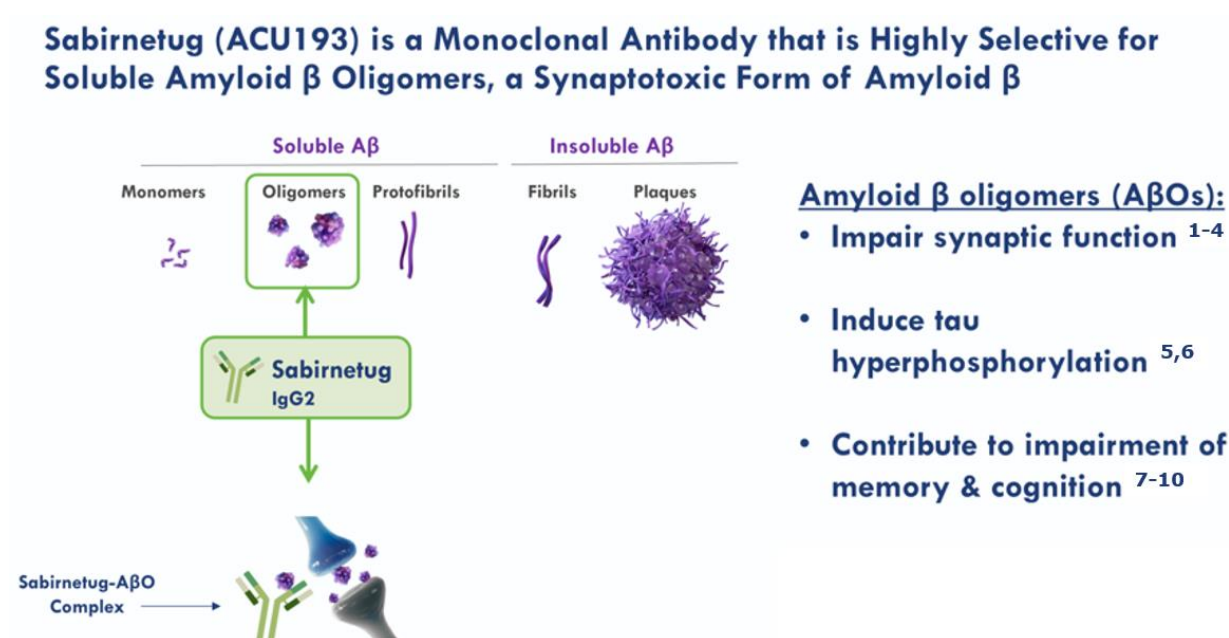 Sabirnetug (ACU193) is a Monoclonal Antibody that is Highly Selective for
Soluble Amyloid β Oligomers, a Synaptotoxic Form of Amyloid β
Soluble Aβ
Insoluble Aβ
Monomers
Oligomers
Protofibrils
Fibrils
Plaques
Sabirnetug
IgG2
Sabirnetug-AβO
Complex
Amyloid β oligomers (AβOs):
• Impair synaptic function 1-4
• Induce tau
hyperphosphorylation 5,6
• Contribute to impairment of
memory & cognition 7-10